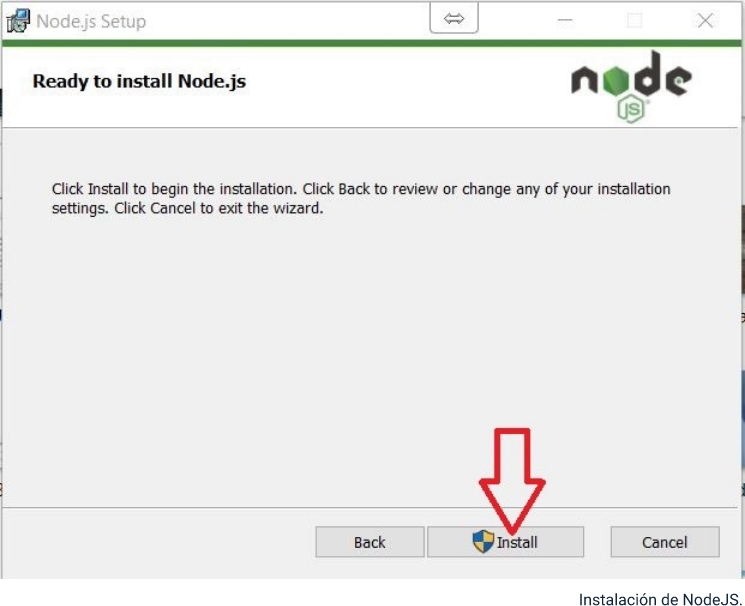 Node.js Setup
Ready to install Node.js
node
JS
Click Install to begin the installation. Click Back to review or change any of your installation
settings. Click Cancel to exit the wizard.
Back
Install
Cancel
Instalación de NodeJS.